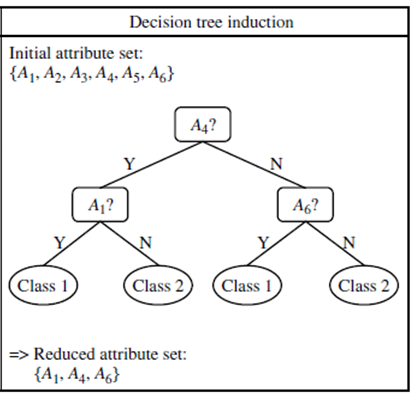 Decision tree induction
Initial attribute set:
{A₁, A₂, A₃, A₄, A₅, A₆}
A₄?
Y N
A₁? A₆?
Y N Y N
Class 1 Class 2 Class 1 Class 2
=> Reduced attribute set:
{A₁, A₄, A₆}